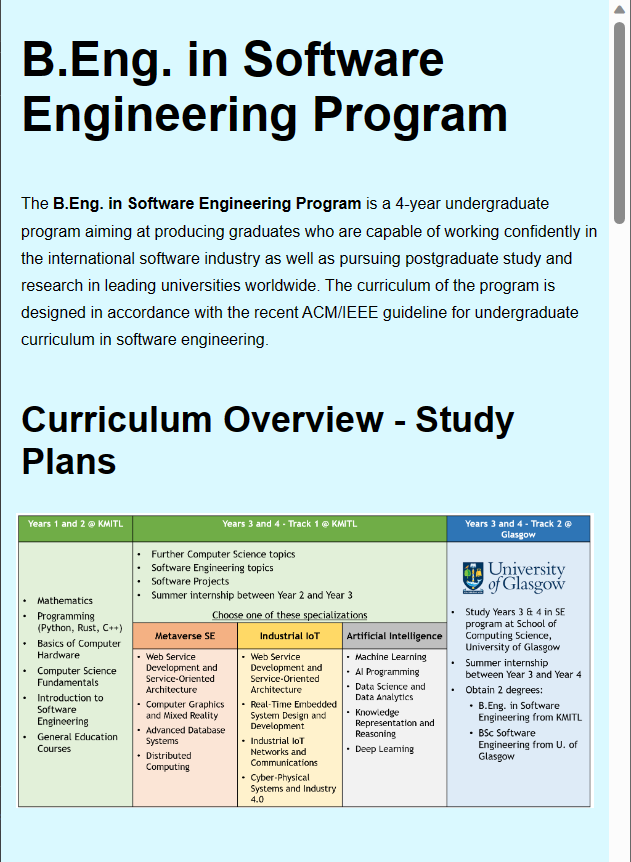 B.Eng. in Software
Engineering Program
The B.Eng. in Software Engineering Program is a 4-year undergraduate
program aiming at producing graduates who are capable of working confidently in
the international software industry as well as pursuing postgraduate study and
research in leading universities worldwide. The curriculum of the program is
designed in accordance with the recent ACM/IEEE guideline for undergraduate
curriculum in software engineering.
Curriculum Overview - Study
Plans
Years 1 and 2 @ KMITL
• Mathematics
• Programming
(Python, Rust, C++)
• Basics of Computer
Hardware
• Computer Science
Fundamentals
• Introduction to
Software
Engineering
• General Education
Courses
Years 3 and 4 - Track 1 @ KMITL
• Further Computer Science topics
• Software Engineering topics
• Software Projects
• Summer internship between Year 2 and Year 3
Choose one of these specializations
Metaverse SE
• Web Service
Development and
Service-Oriented
Architecture
• Computer Graphics
and Mixed Reality
• Advanced Database
Systems
• Distributed
Computing
Industrial IoT
• Web Service
Development and
Service-Oriented
Architecture
• Real-Time Embedded
System Design and
Development
• Industrial IoT
Networks and
Communications
• Cyber-Physical
Systems and Industry
4.0
Artificial Intelligence
• Machine Learning
• AI Programming
• Data Science and
Data Analytics
• Knowledge
Representation and
Reasoning
• Deep Learning
Years 3 and 4 - Track 2 @
Glasgow
University
of Glasgow
• Study Years 3 & 4 in SE
program at School of
Computing Science,
University of Glasgow
• Summer internship
between Year 3 and Year 4
• Obtain 2 degrees:
• B.Eng. in Software
Engineering from KMITL
• BSc Software
Engineering from U. of
Glasgow